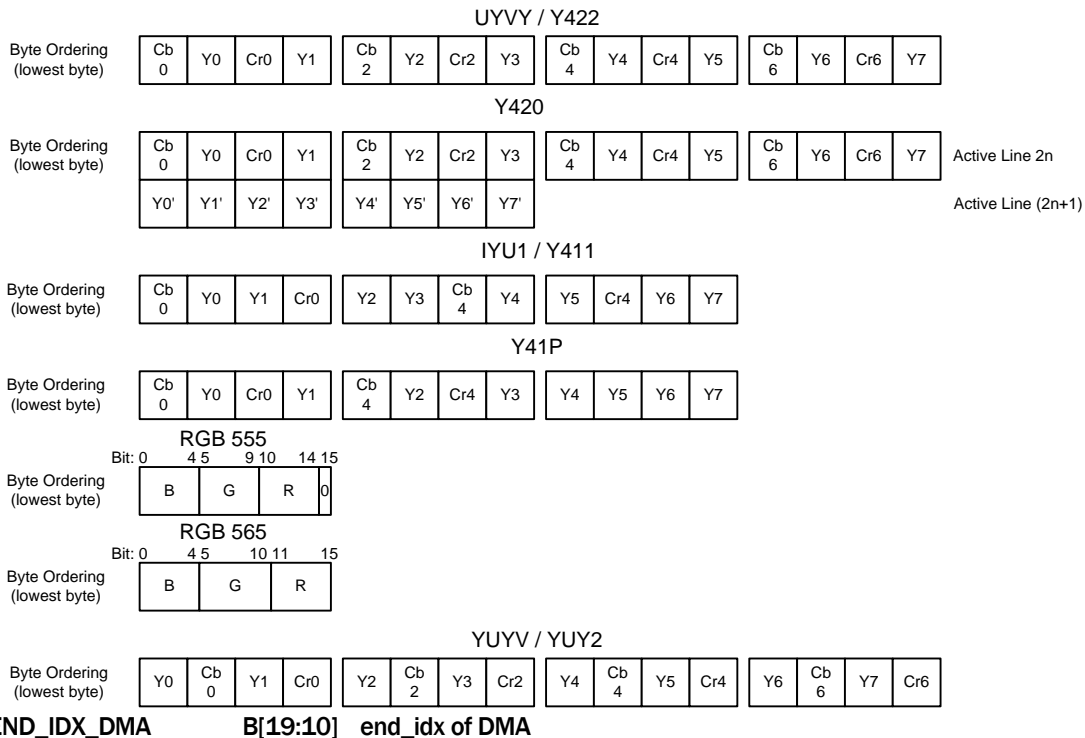 UYVY / Y422
Byte Ordering
(lowest byte)
Cb 0 Y0 Cr0 Y1 Cb 2 Y2 Cr2 Y3 Cb 4 Y4 Cr4 Y5 Cb 6 Y6 Cr6 Y7
Y420
Byte Ordering
(lowest byte)
Cb 0 Y0 Cr0 Y1 Cb 2 Y2 Cr2 Y3 Cb 4 Y4 Cr4 Y5 Cb 6 Y6 Cr6 Y7 Active Line 2n
Y0' Y1' Y2' Y3' Y4' Y5' Y6' Y7' Active Line (2n+1)
IYU1 / Y411
Byte Ordering
(lowest byte)
Cb 0 Y0 Y1 Cr0 Y2 Y3 Cb 4 Y4 Y5 Cr4 Y6 Y7
Y41P
Byte Ordering
(lowest byte)
Cb 0 Y0 Cr0 Y1 Cb 4 Y2 Cr4 Y3 Y4 Y5 Y6 Y7
RGB 555
Bit: 0 4 5 9 10 14 15
Byte Ordering
(lowest byte)
B G R 0
RGB 565
Bit: 0 4 5 10 11 15
Byte Ordering
(lowest byte)
B G R
YUYV / YUY2
Byte Ordering
(lowest byte)
Y0 Cb 0 Y1 Cr0 Y2 Cb 2 Y3 Cr2 Y4 Cb 4 Y5 Cr4 Y6 Cb 6 Y7 Cr6
END_IDX_DMA B[19:10] end_idx of DMA